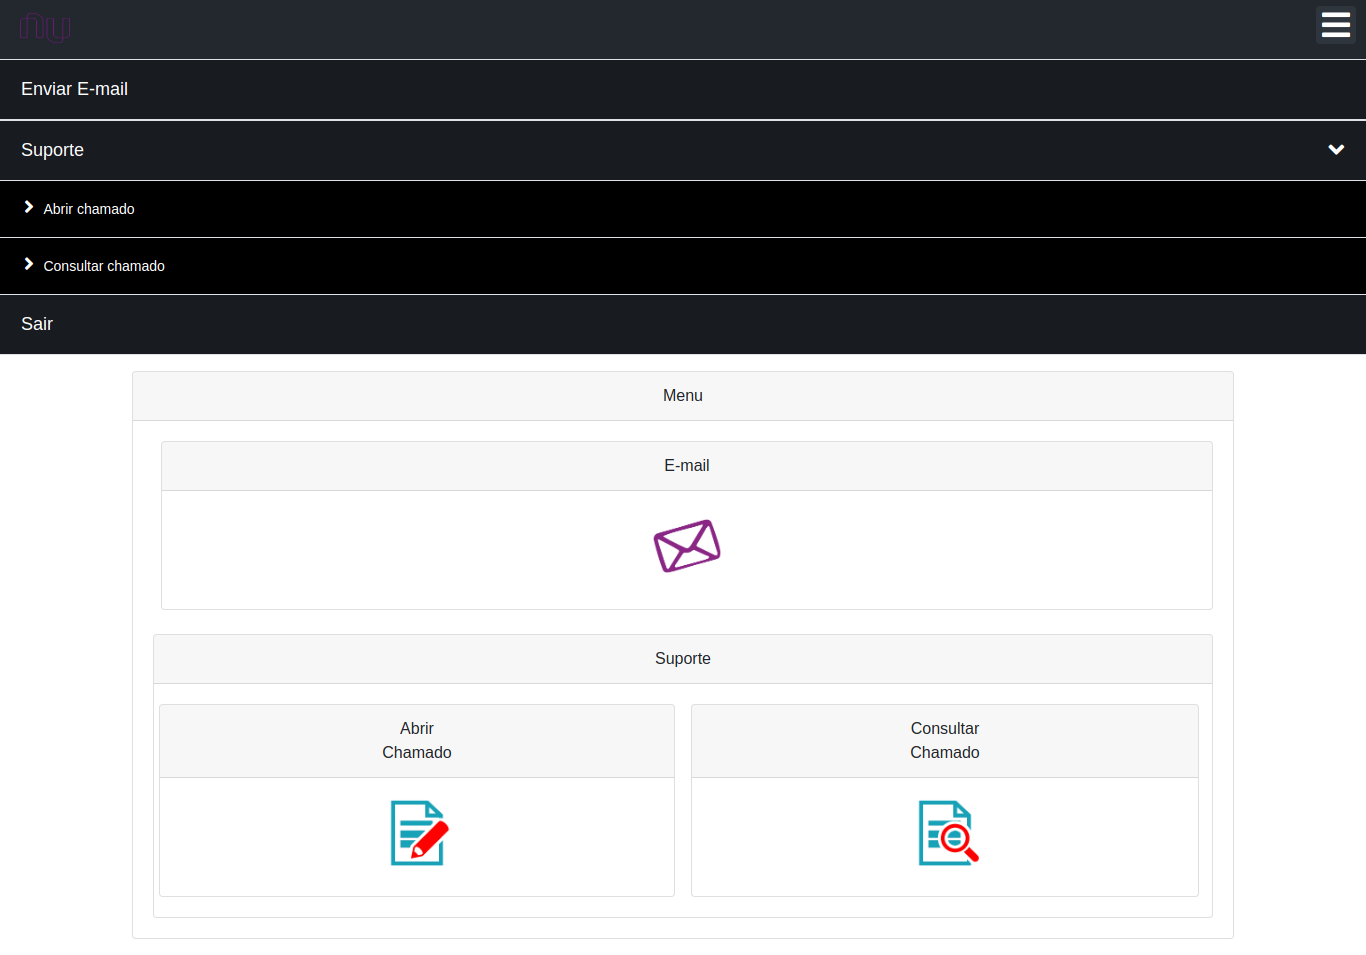 nu
Enviar E-mail
Suporte
Abrir chamado
Consultar chamado
Sair
Menu
E-mail
Suporte
Abrir
Chamado
Consultar
Chamado